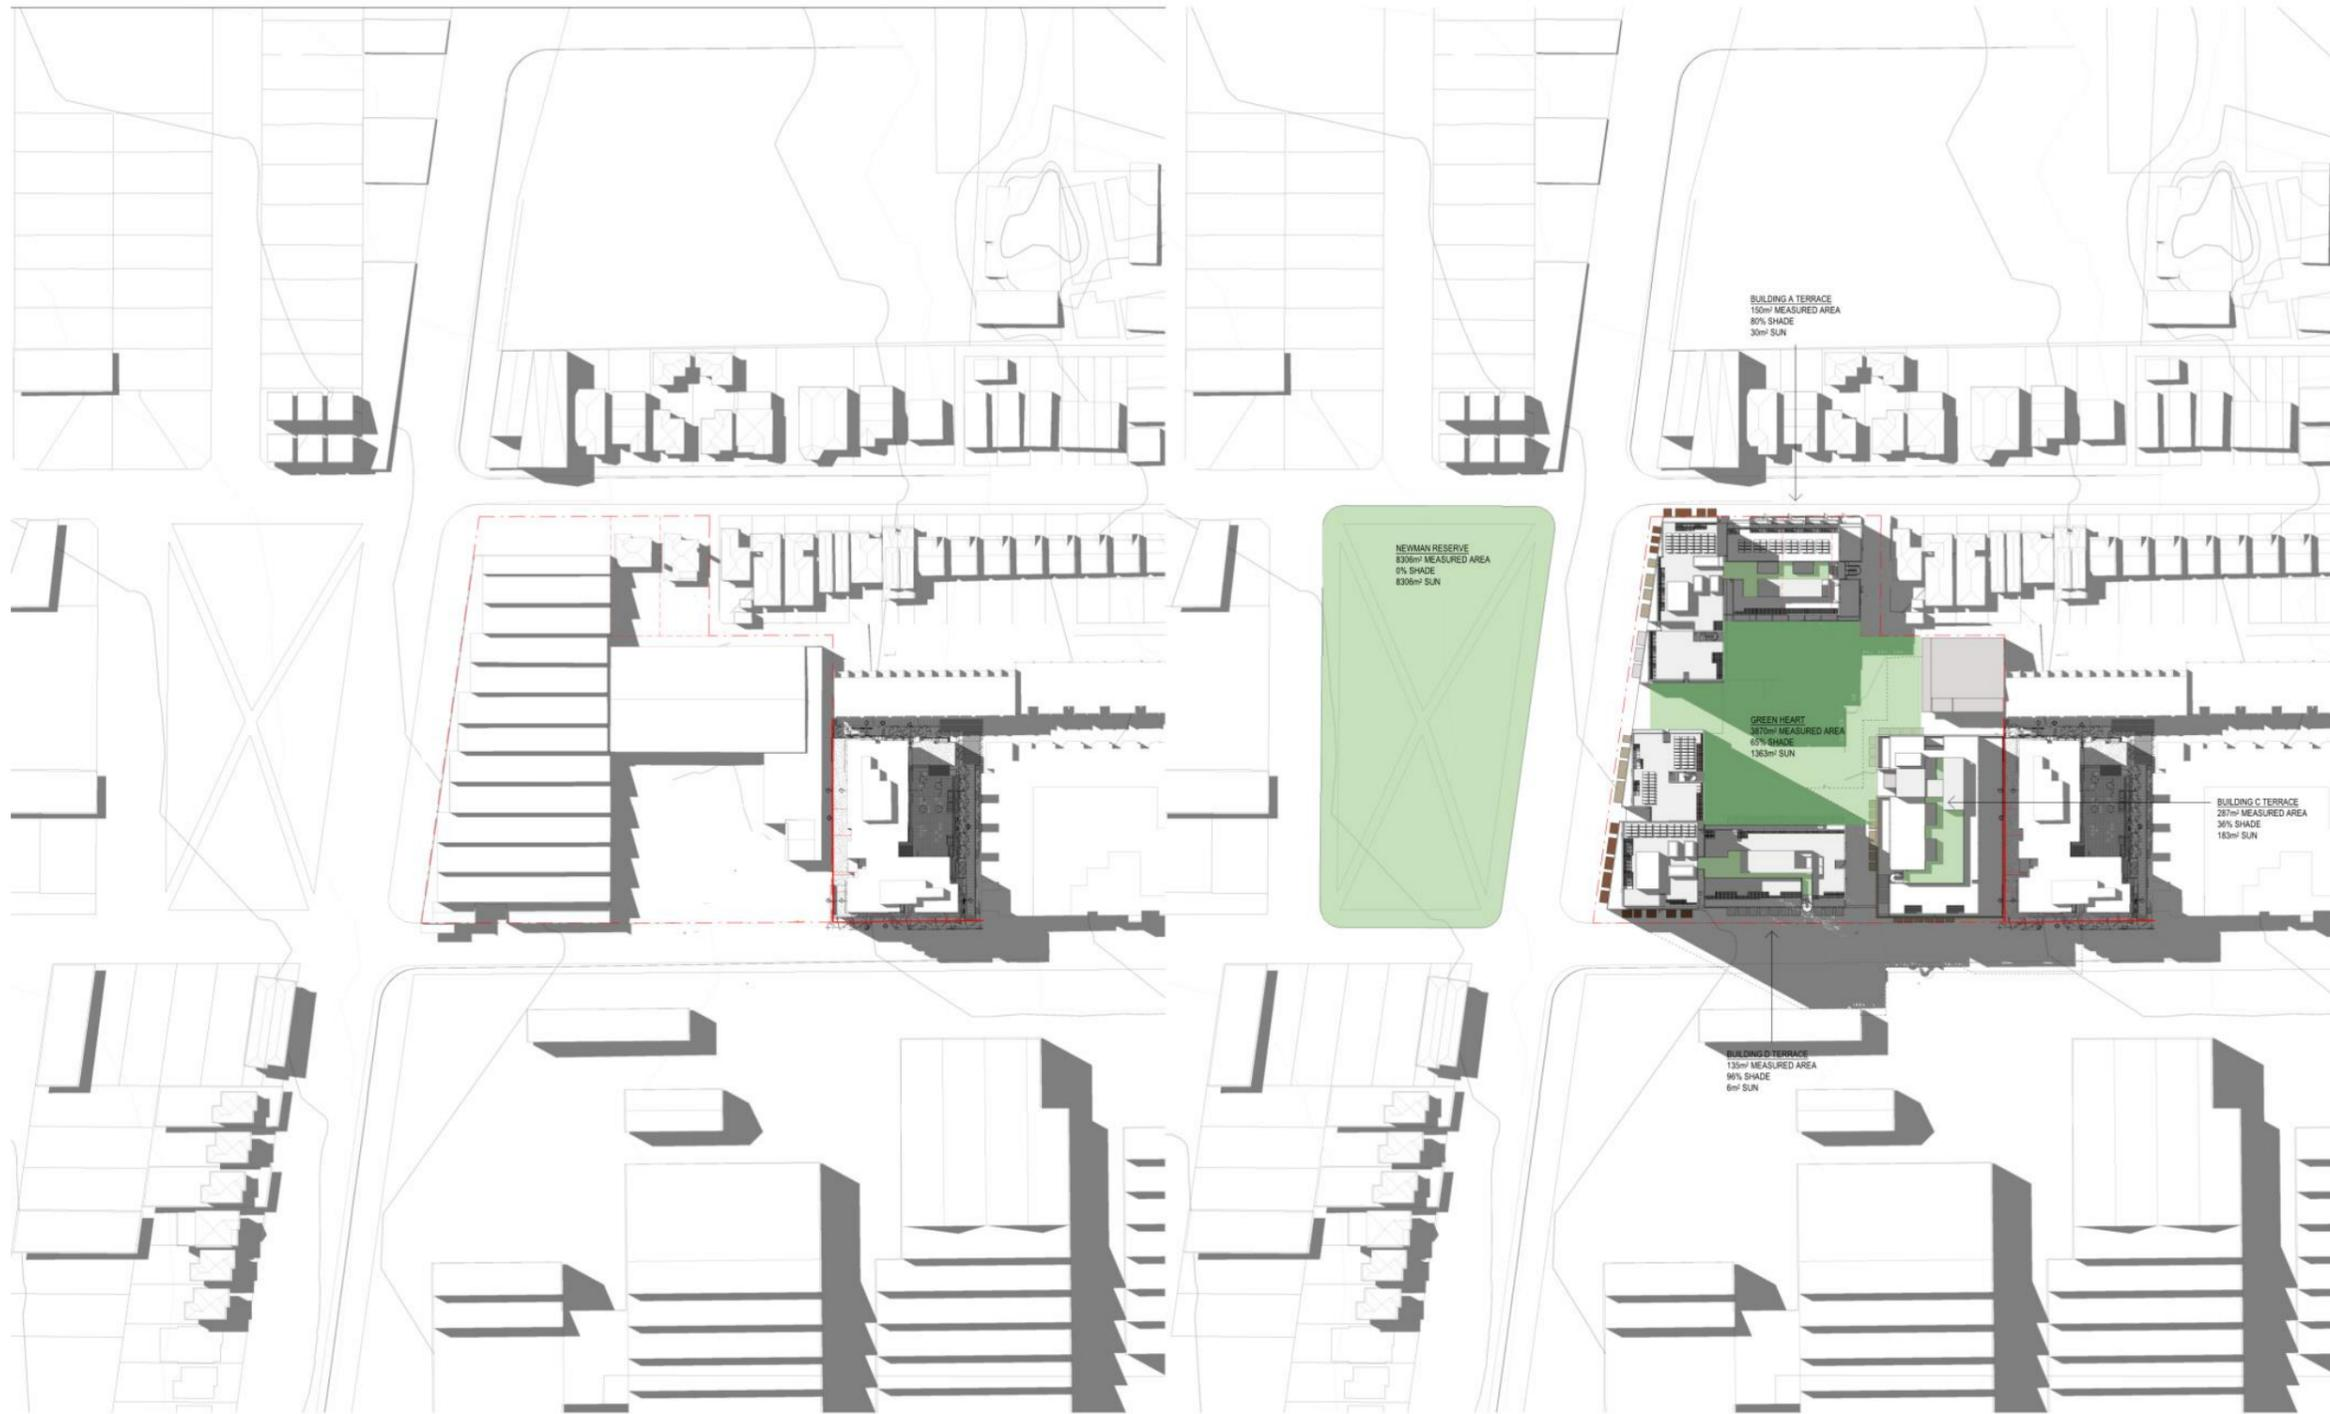 BUILDING A TERRACE
150m² MEASURED AREA
80% SHADE
30m² SUN
NEWMAN RESERVE
8306m² MEASURED AREA
0% SHADE
8306m² SUN
GREEN HEART
3870m² MEASURED AREA
65% SHADE
1363m² SUN
BUILDING C TERRACE
287m² MEASURED AREA
36% SHADE
183m² SUN
BUILDING D TERRACE
135m² MEASURED AREA
96% SHADE
6m² SUN